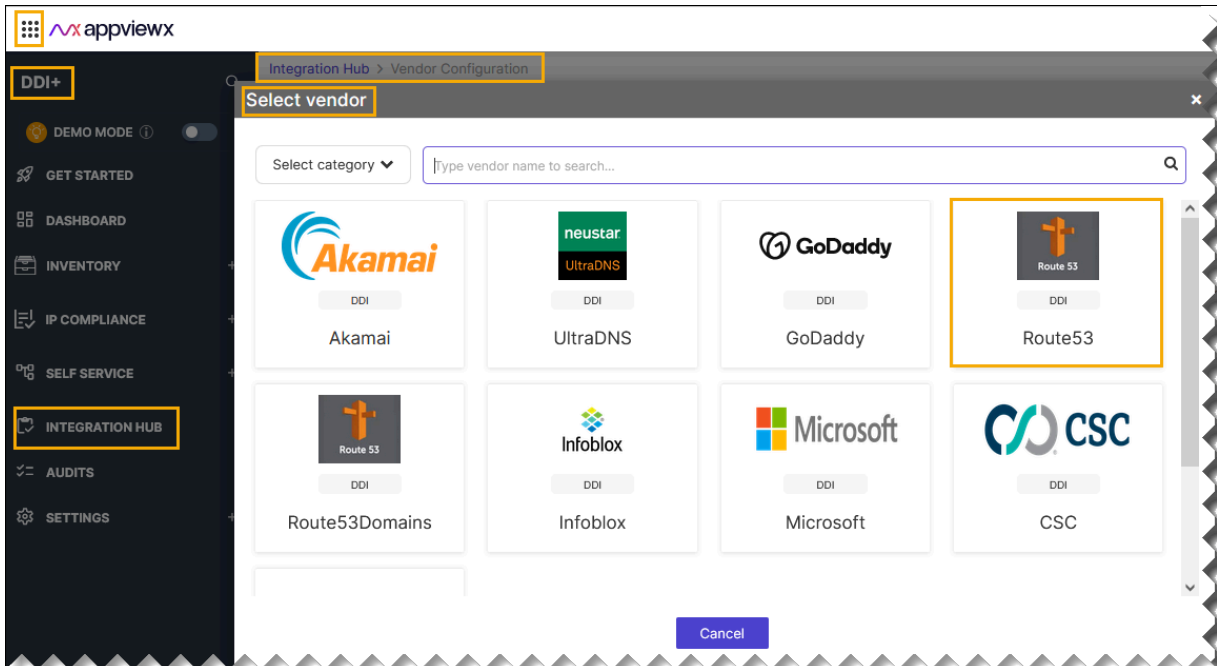 appviewx
DDI+
DEMO MODE
GET STARTED
DASHBOARD
INVENTORY
IP COMPLIANCE
SELF SERVICE
INTEGRATION HUB
AUDITS
SETTINGS
Integration Hub > Vendor Configuration
Select vendor
Select category
Type vendor name to search...
Akamai
DDI
Akamai
neustar
UltraDNS
DDI
UltraDNS
GoDaddy
DDI
GoDaddy
Route 53
DDI
Route53
Route 53
DDI
Route53Domains
Infoblox
DDI
Infoblox
Microsoft
DDI
Microsoft
CSC
DDI
CSC
Cancel